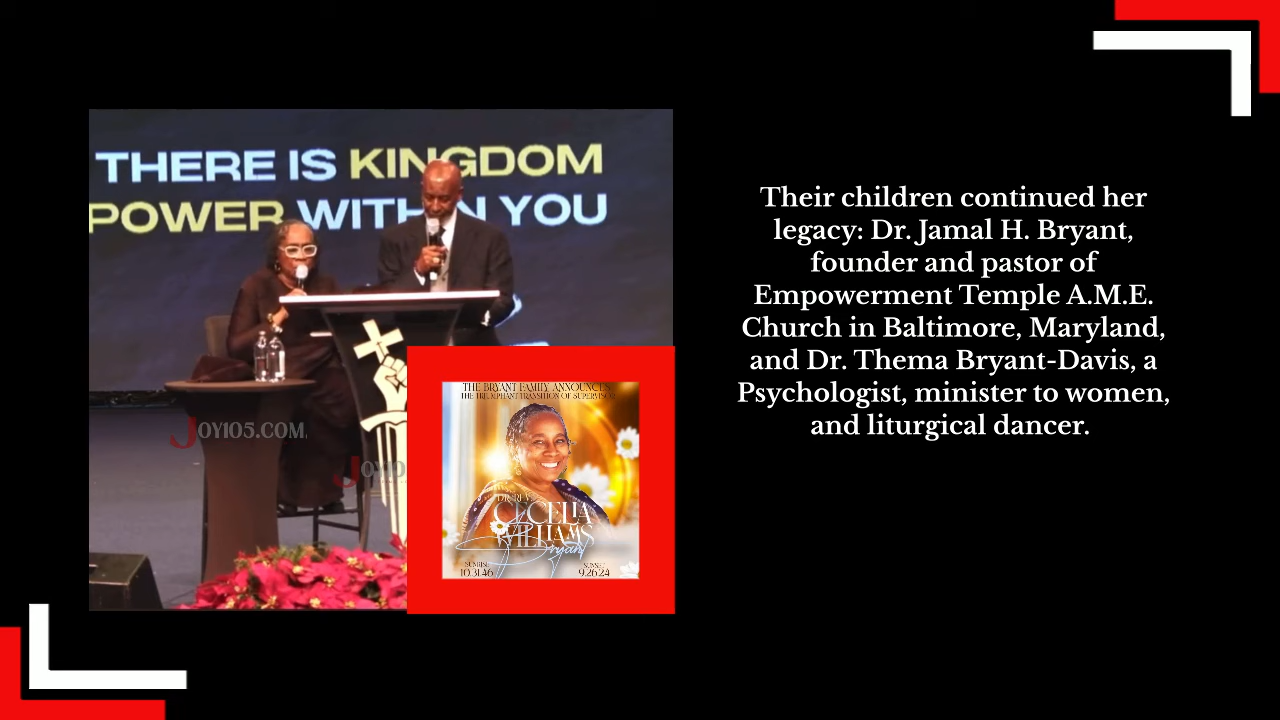 THERE IS KINGDOM
POWER WITHIN YOU
JOY105.COM
THE BRYANT FAMILY ANNOUNCES
THE TRIUMPHANT TRANSITION OF SUPERVISOR
DR. REV.
CECELIA
WILLIAMS
Bryant
SUNRISE
10.31.46
SUNSET
9.26.24
Their children continued her
legacy: Dr. Jamal H. Bryant,
founder and pastor of
Empowerment Temple A.M.E.
Church in Baltimore, Maryland,
and Dr. Thema Bryant-Davis, a
Psychologist, minister to women,
and liturgical dancer.